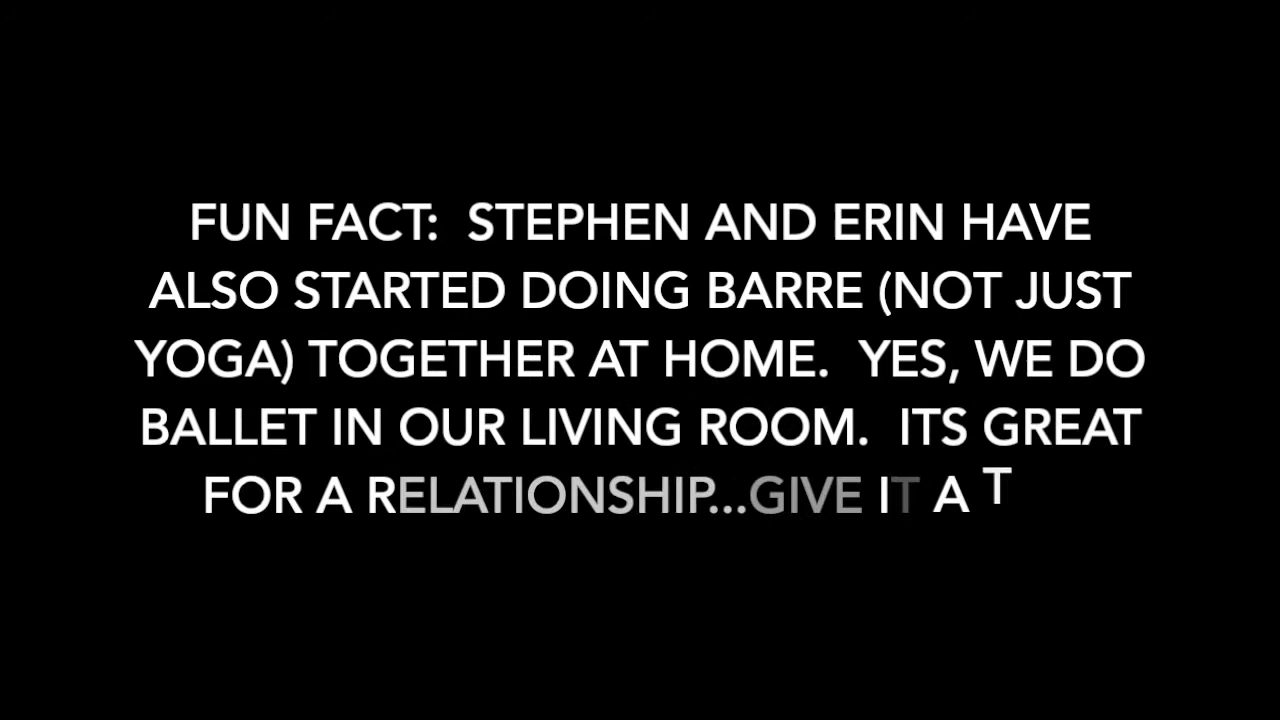 FUN FACT:  STEPHEN AND ERIN HAVE
ALSO STARTED DOING BARRE (NOT JUST
YOGA) TOGETHER AT HOME.  YES, WE DO
BALLET IN OUR LIVING ROOM.  ITS GREAT
FOR A RELATIONSHIP...GIVE IT A T